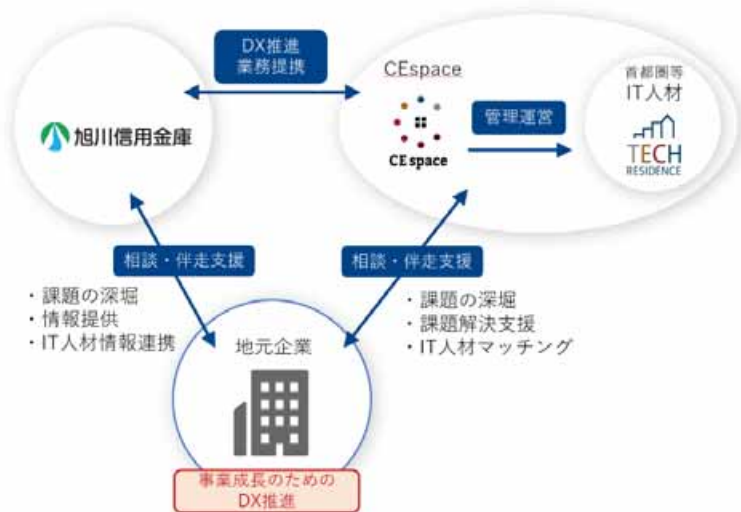 DX推進
業務提携
旭川信用金庫
CEspace
CEspace
管理運営
首都圏等
IT人材
TECH
RESIDENCE
相談・伴走支援
・課題の深堀
・情報提供
・IT人材情報連携
相談・伴走支援
・課題の深堀
・課題解決支援
・IT人材マッチング
地元企業
事業成長のための
DX推進